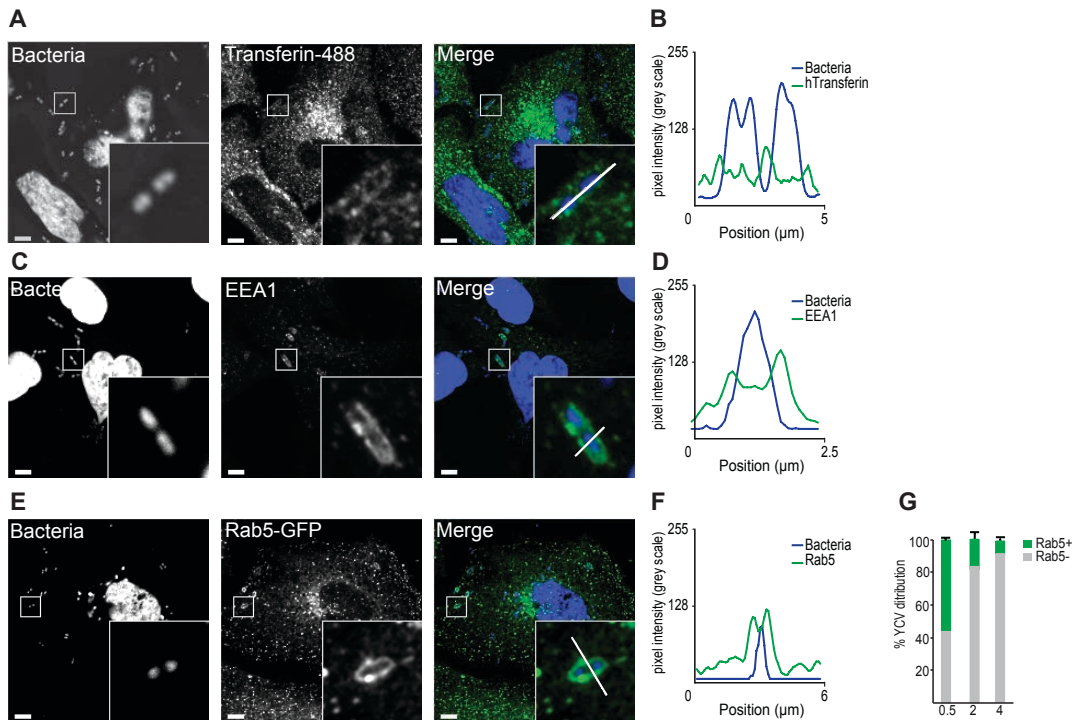 A
Bacteria
Transferin-488
Merge
B
255
128
pixel intensity (grey scale)
Bacteria
hTransferin
0
5
Position (µm)
C
Bacte
EEA1
Merge
D
255
128
pixel intensity (grey scale)
Bacteria
EEA1
0
2.5
Position (µm)
E
Bacteria
Rab5-GFP
Merge
F
255
128
pixel intensity (grey scale)
Bacteria
Rab5
0
6
Position (µm)
G
100
80
60
40
20
% YCV ditribution
Rab5+
Rab5-
0.5 2 4